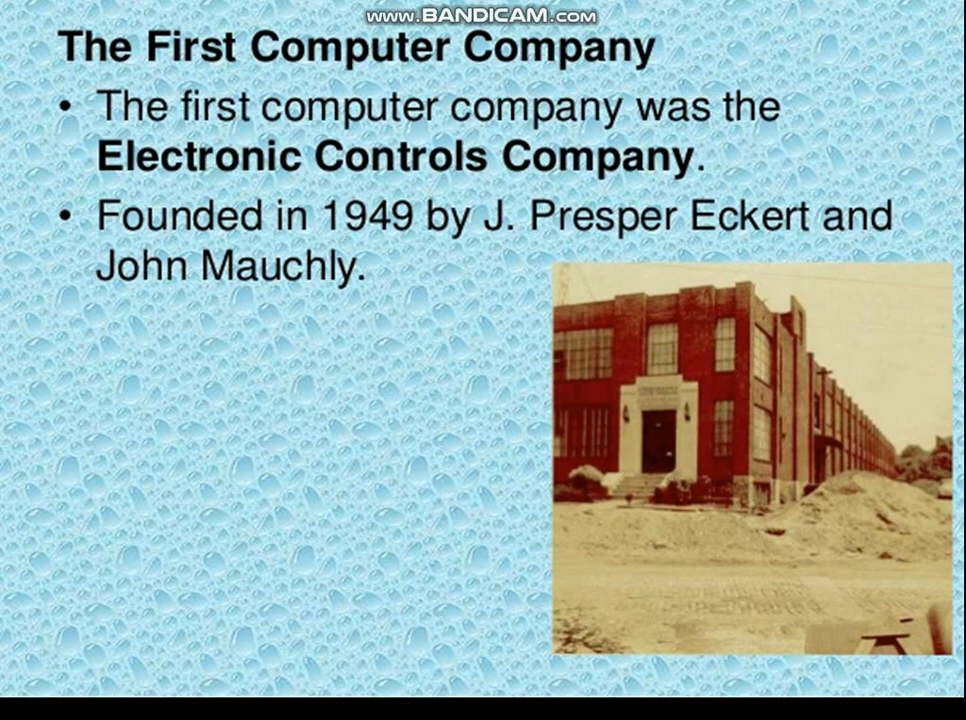 www.BANDICAM.com
The First Computer Company
• The first computer company was the
Electronic Controls Company.
• Founded in 1949 by J. Presper Eckert and
John Mauchly.